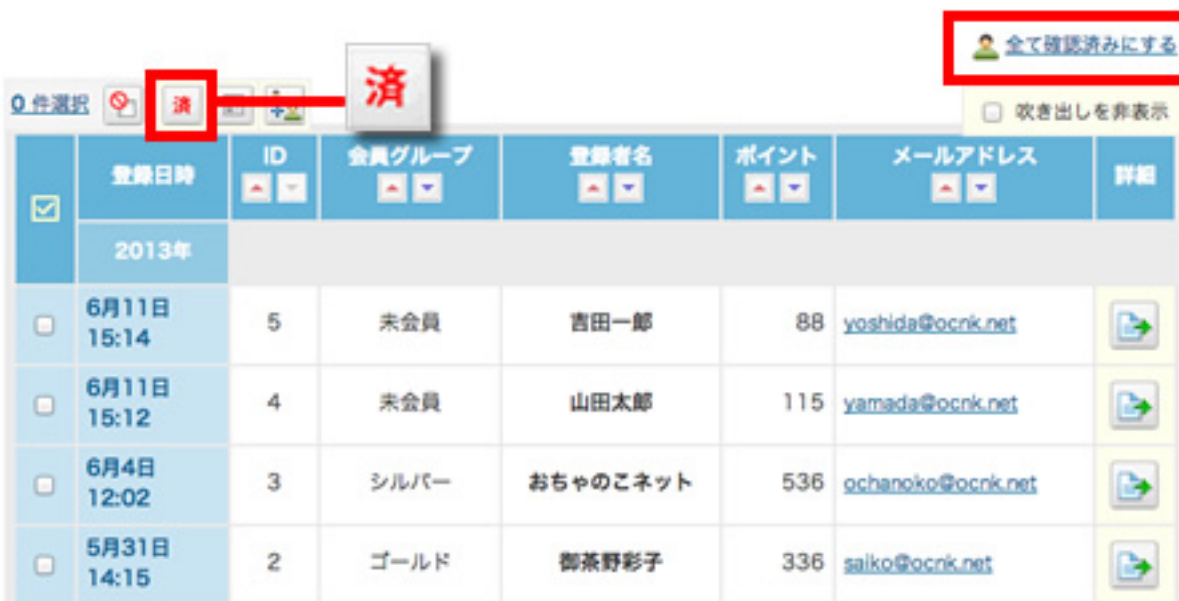 全て確認済みにする
済
0 件選択
済
吹き出しを非表示
登録日時
ID
会員グループ
登録者名
ポイント
メールアドレス
詳細
2013年
6月11日
15:14
5
未会員
吉田一郎
88
yoshida@ocnk.net
6月11日
15:12
4
未会員
山田太郎
115
yamada@ocnk.net
6月4日
12:02
3
シルバー
おちゃのこネット
536
ochanoko@ocnk.net
5月31日
14:15
2
ゴールド
御茶野彩子
336
saiko@ocnk.net